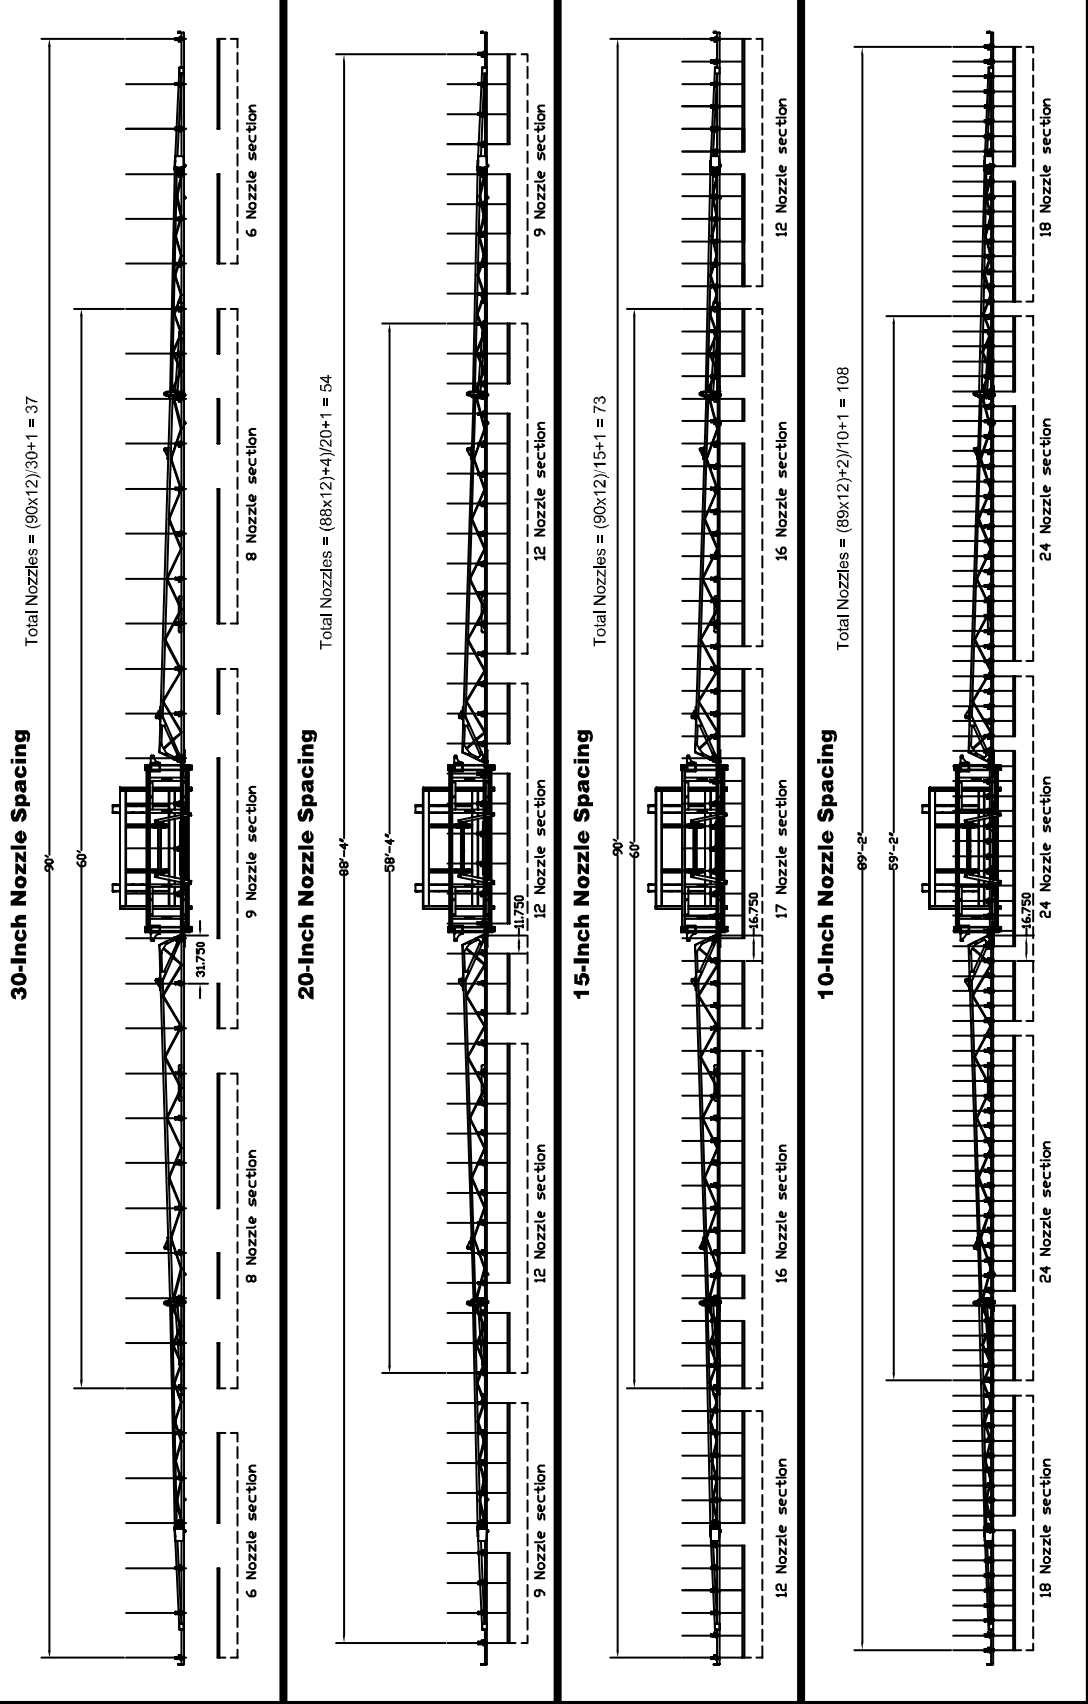 30-Inch Nozzle Spacing
Total Nozzles = (90x12)/30+1 = 37
90'
60'
31.750
6 Nozzle section
8 Nozzle section
9 Nozzle section
8 Nozzle section
6 Nozzle section
20-Inch Nozzle Spacing
Total Nozzles = (88x12)+4)/20+1 = 54
88'-4"
58'-4"
11.750
9 Nozzle section
12 Nozzle section
12 Nozzle section
12 Nozzle section
9 Nozzle section
15-Inch Nozzle Spacing
Total Nozzles = (90x12)/15+1 = 73
90'
60'
16.750
12 Nozzle section
16 Nozzle section
17 Nozzle section
16 Nozzle section
12 Nozzle section
10-Inch Nozzle Spacing
Total Nozzles = (89x12)+2)/10+1 = 108
89'-2"
59'-2"
16.750
18 Nozzle section
24 Nozzle section
24 Nozzle section
24 Nozzle section
18 Nozzle section